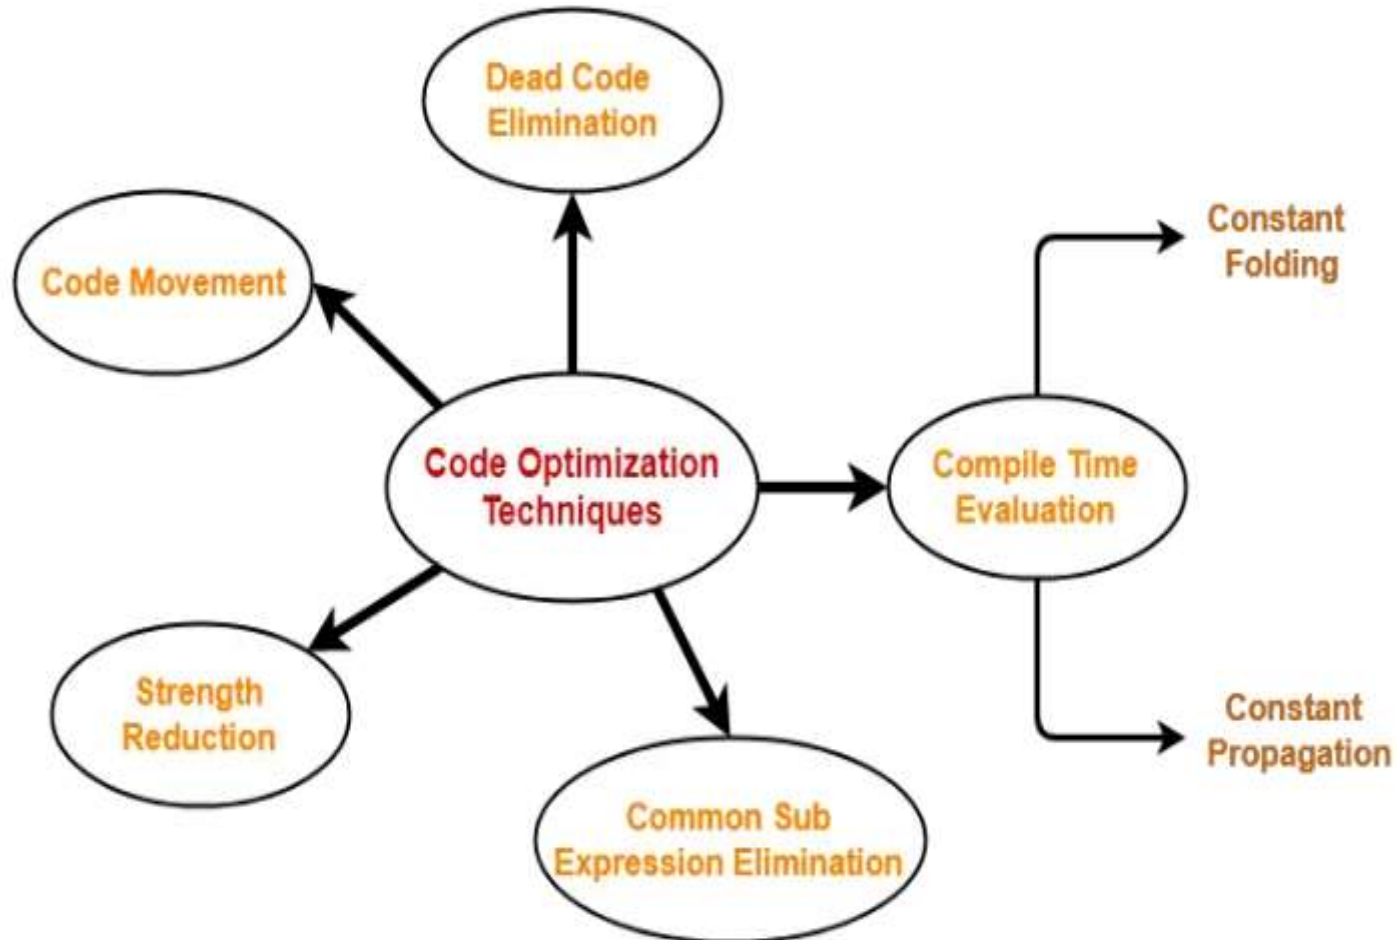 Dead Code
Elimination
Code Movement
Constant
Folding
Code Optimization
Techniques
Compile Time
Evaluation
Strength
Reduction
Constant
Propagation
Common Sub
Expression Elimination